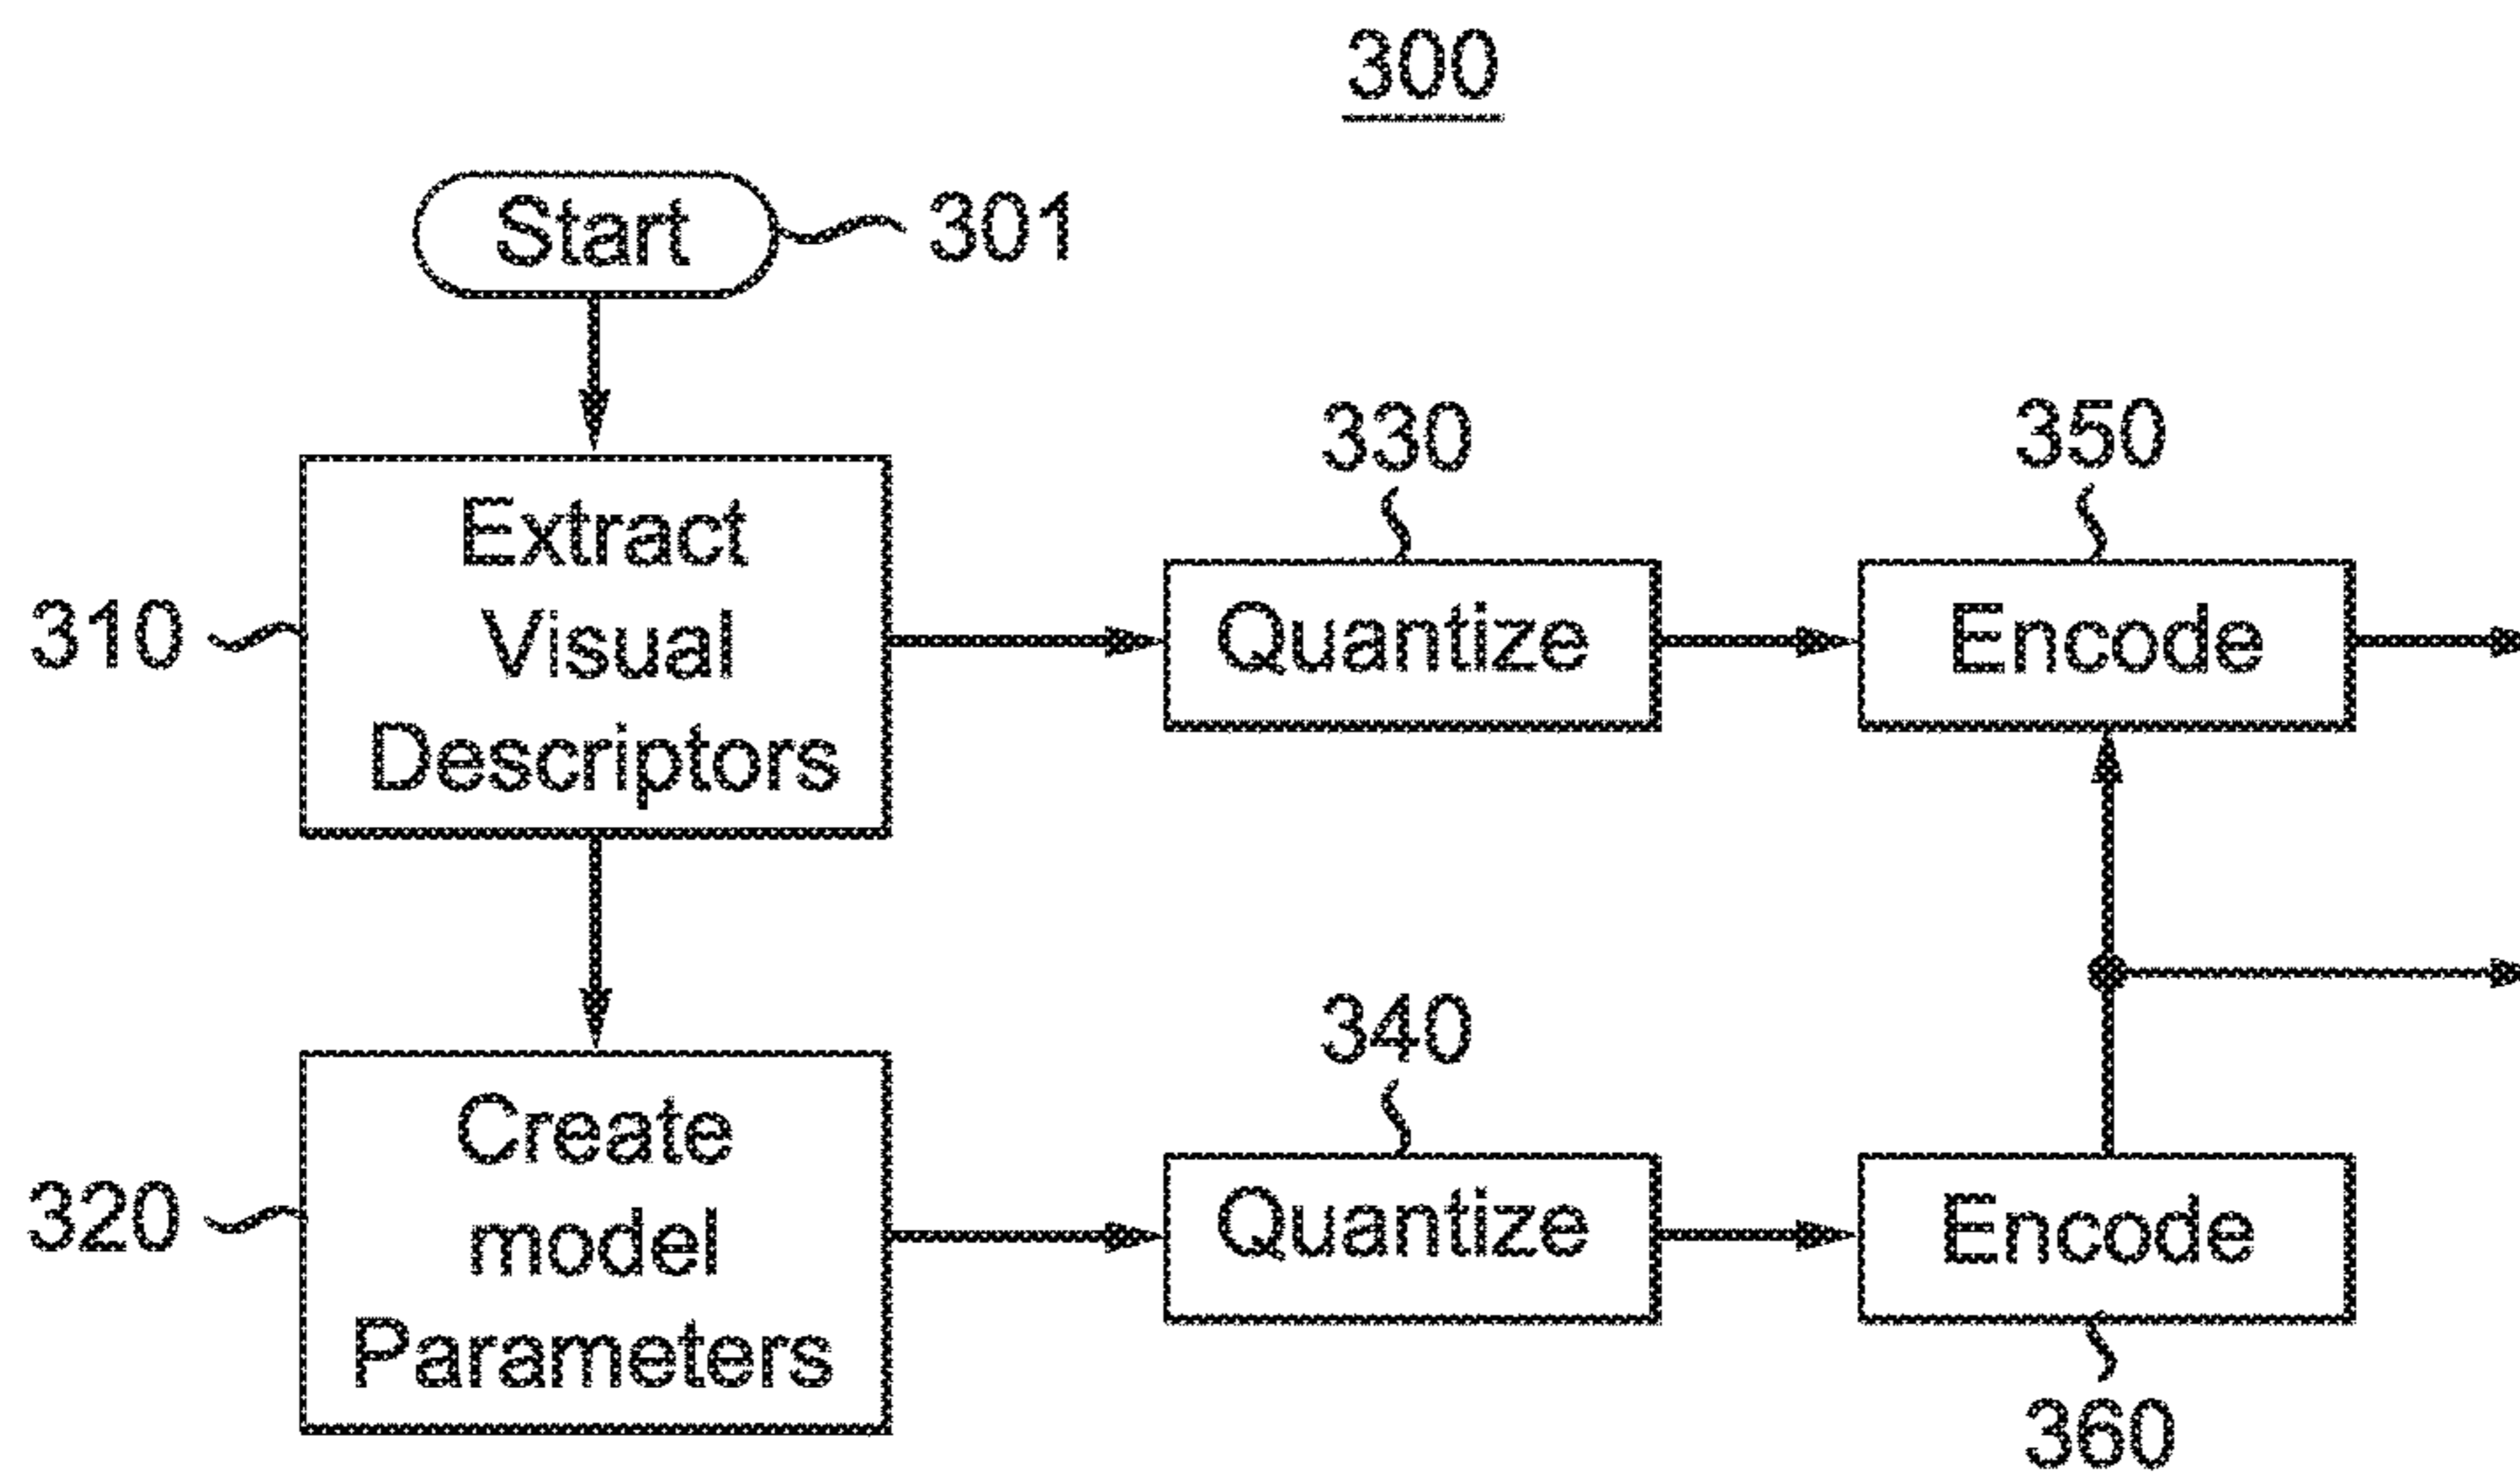 300
Start
301
330
350
Extract
Visual
Descriptors
310
Quantize
Encode
340
Create
model
Parameters
320
Quantize
Encode
360